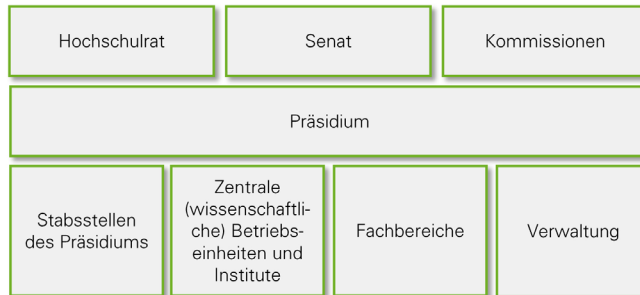 Hochschulrat
Senat
Kommissionen
Präsidium
Stabsstellen
des Präsidiums
Zentrale
(wissenschaftli-
che) Betriebs-
einheiten und
Institute
Fachbereiche
Verwaltung